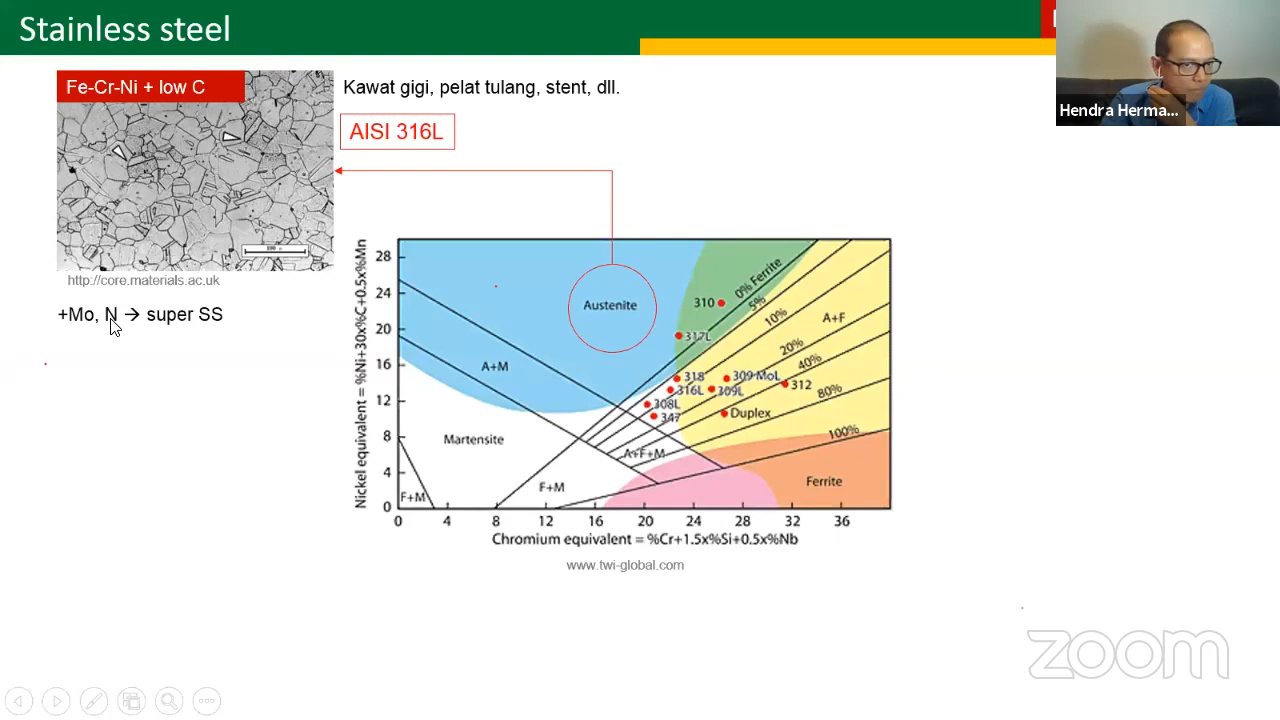 Stainless steel
Hendra Herma...
Fe-Cr-Ni + low C
Kawat gigi, pelat tulang, stent, dll.
AISI 316L
http://core.materials.ac.uk
+Mo, N → super SS
Nickel equivalent = %Ni+30x%C+0.5x%Mn
28
24
20
16
12
8
4
0
Austenite
310
0% Ferrite
5%
10%
A+F
317L
20%
A+M
40%
318
309 MoL
312
316L
309L
80%
308L
347
Duplex
100%
Martensite
A+F+M
Ferrite
F+M
F+M
0 4 8 12 16 20 24 28 32 36
Chromium equivalent = %Cr+1.5x%Si+0.5x%Nb
www.twi-global.com
zoom